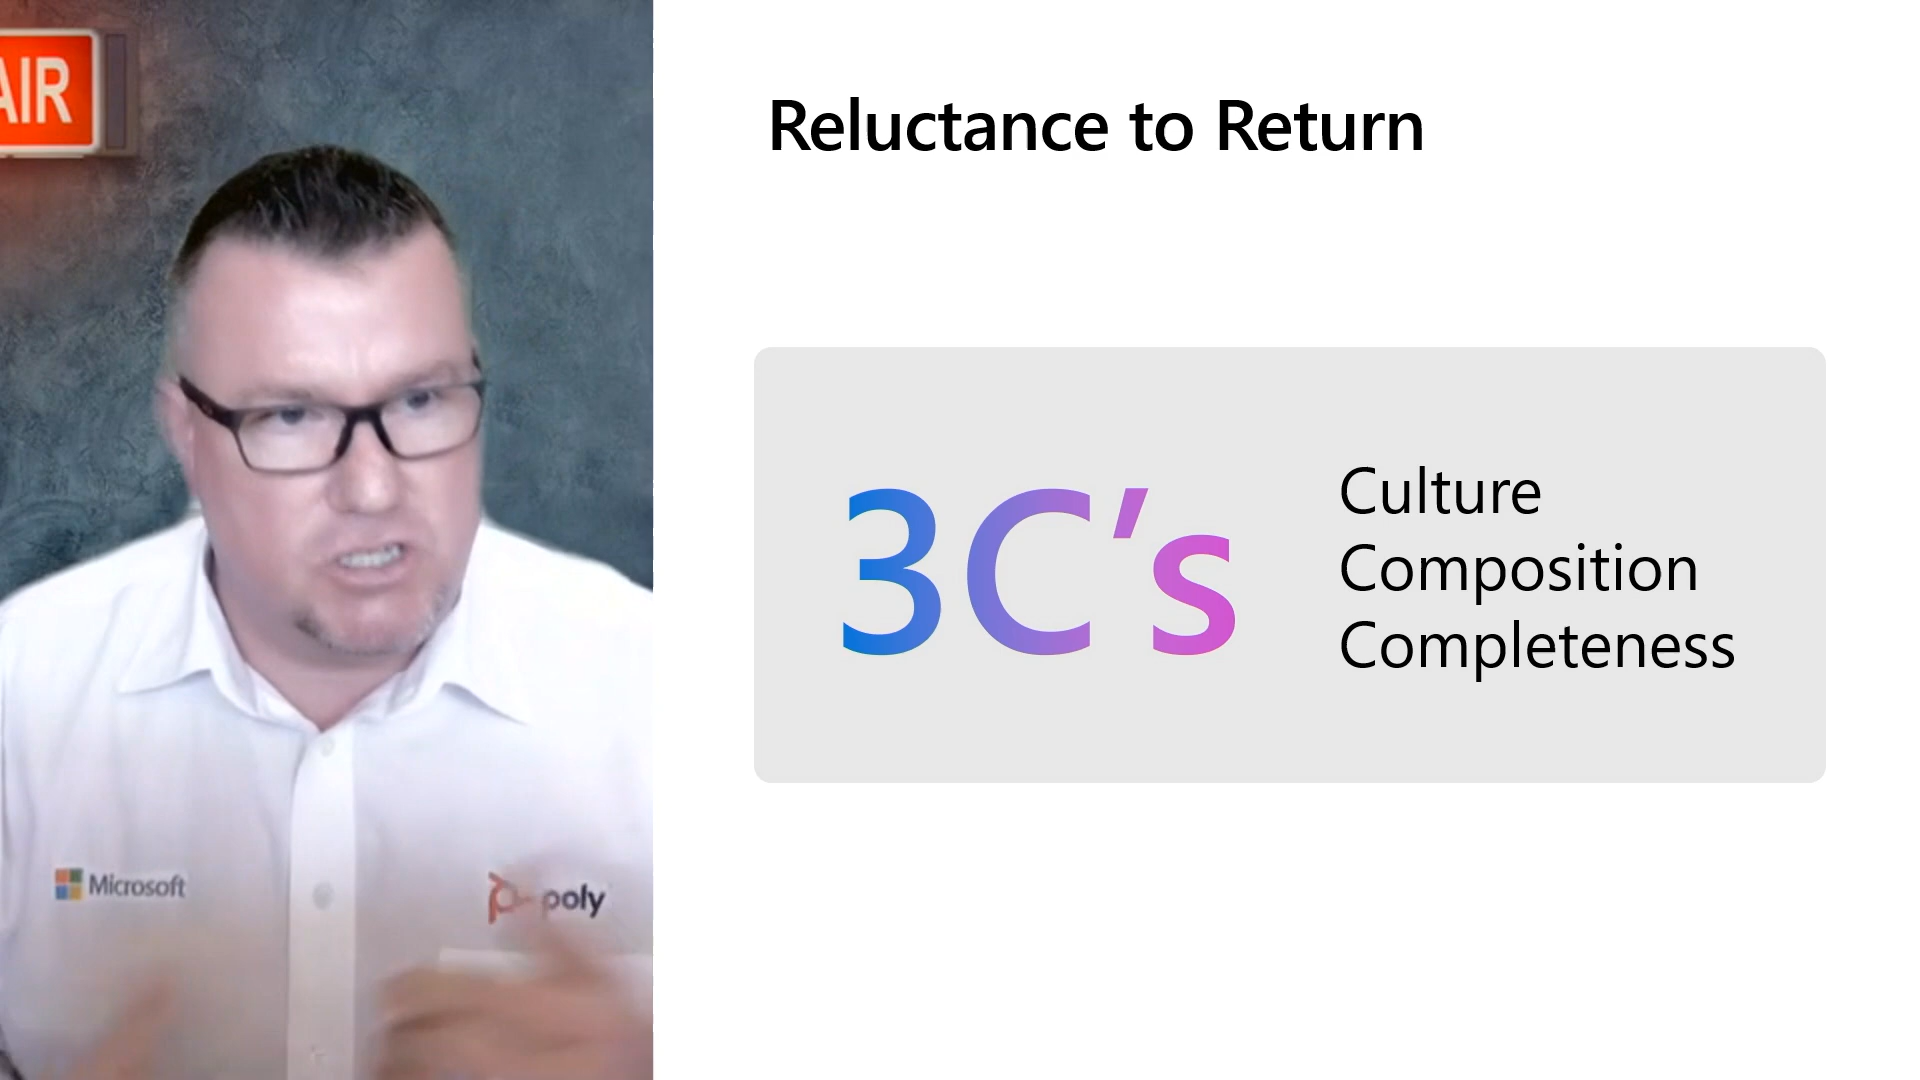 AIR
Reluctance to Return
3C’s
Culture
Composition
Completeness
Microsoft
poly